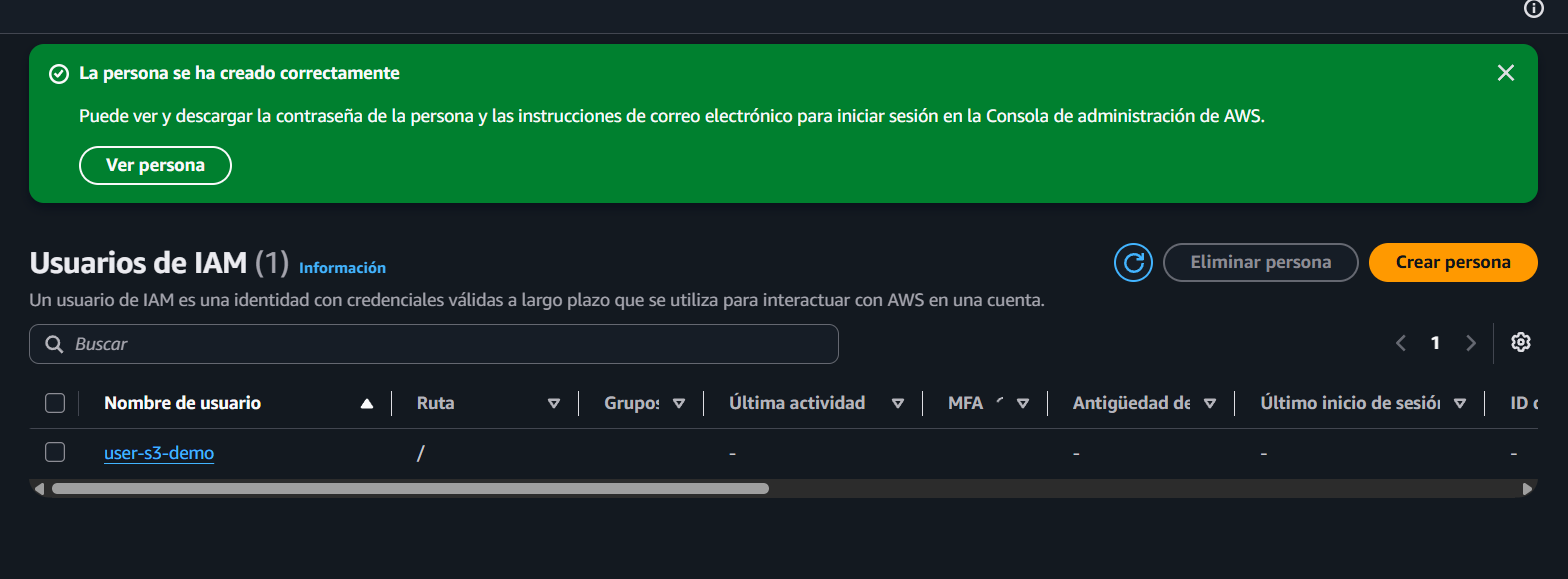 La persona se ha creado correctamente
Puede ver y descargar la contraseña de la persona y las instrucciones de correo electrónico para iniciar sesión en la Consola de administración de AWS.
Ver persona
Usuarios de IAM (1) Información
Eliminar persona
Crear persona
Un usuario de IAM es una identidad con credenciales válidas a largo plazo que se utiliza para interactuar con AWS en una cuenta.
Buscar
1
Nombre de usuario Ruta Grupos Última actividad MFA Antigüedad de Último inicio de sesión ID
user-s3-demo / - - - -